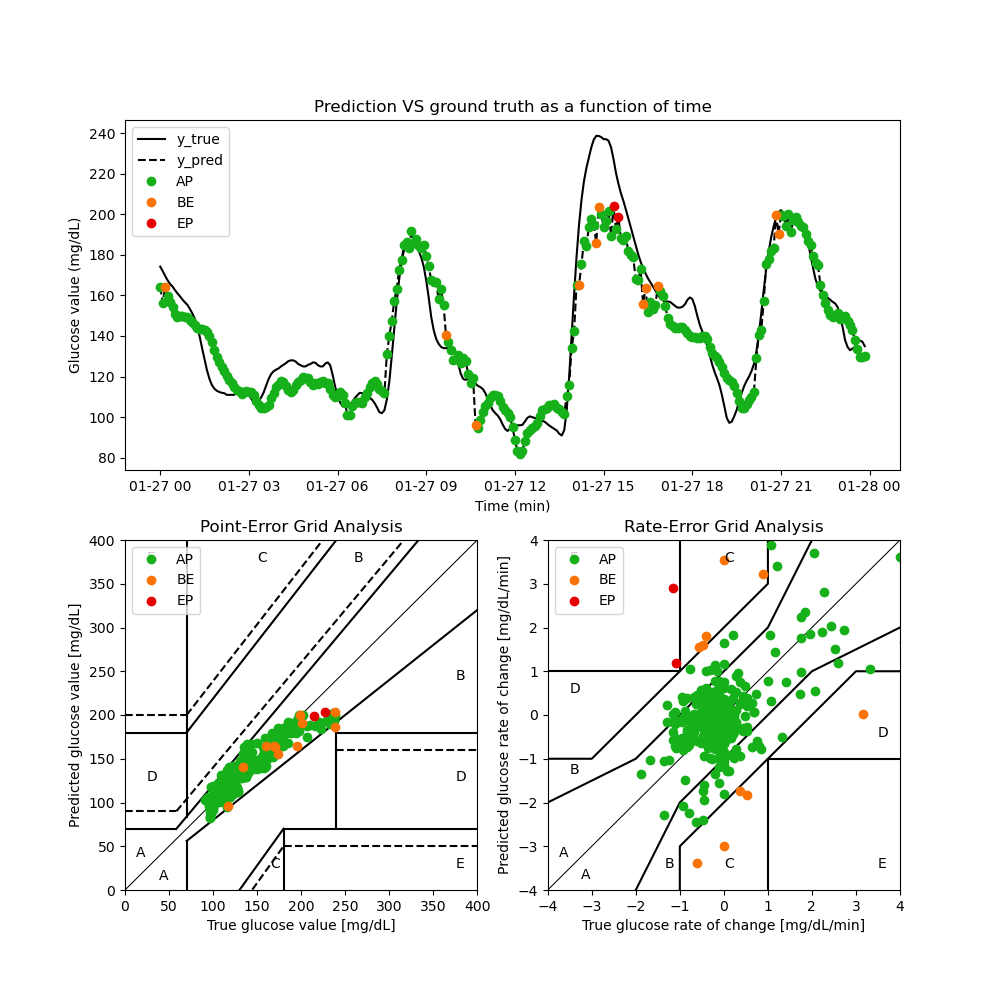 Prediction VS ground truth as a function of time
Glucose value (mg/dL)
240
220
200
180
160
140
120
100
80
y_true
y_pred
AP
BE
EP
01-27 00 01-27 03 01-27 06 01-27 09 01-27 12 01-27 15 01-27 18 01-27 21 01-28 00
Time (min)
Point-Error Grid Analysis
Predicted glucose value [mg/dL]
400
350
300
250
200
150
100
50
0
AP
BE
EP
C B
B
D D
A
A
C E
0 50 100 150 200 250 300 350 400
True glucose value [mg/dL]
Rate-Error Grid Analysis
Predicted glucose rate of change [mg/dL/min]
4
3
2
1
0
−1
−2
−3
−4
AP
BE
EP
C
D
D
B
A
A
B C E
−4 −3 −2 −1 0 1 2 3 4
True glucose rate of change [mg/dL/min]